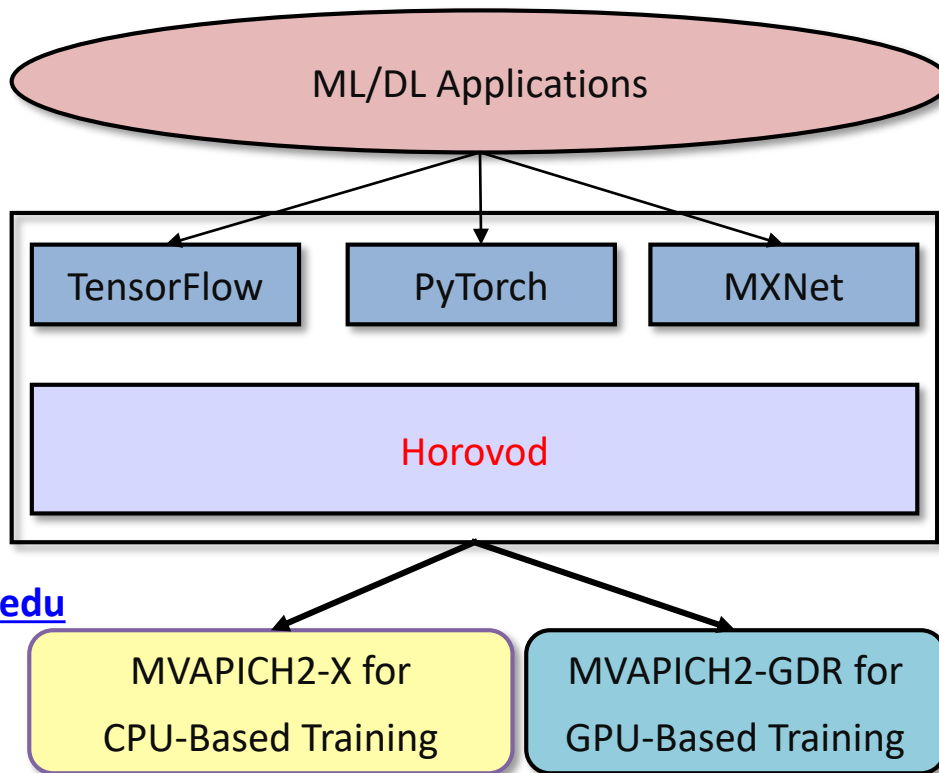 ML/DL Applications
TensorFlow
PyTorch
MXNet
Horovod
edu
MVAPICH2-X for
CPU-Based Training
MVAPICH2-GDR for
GPU-Based Training